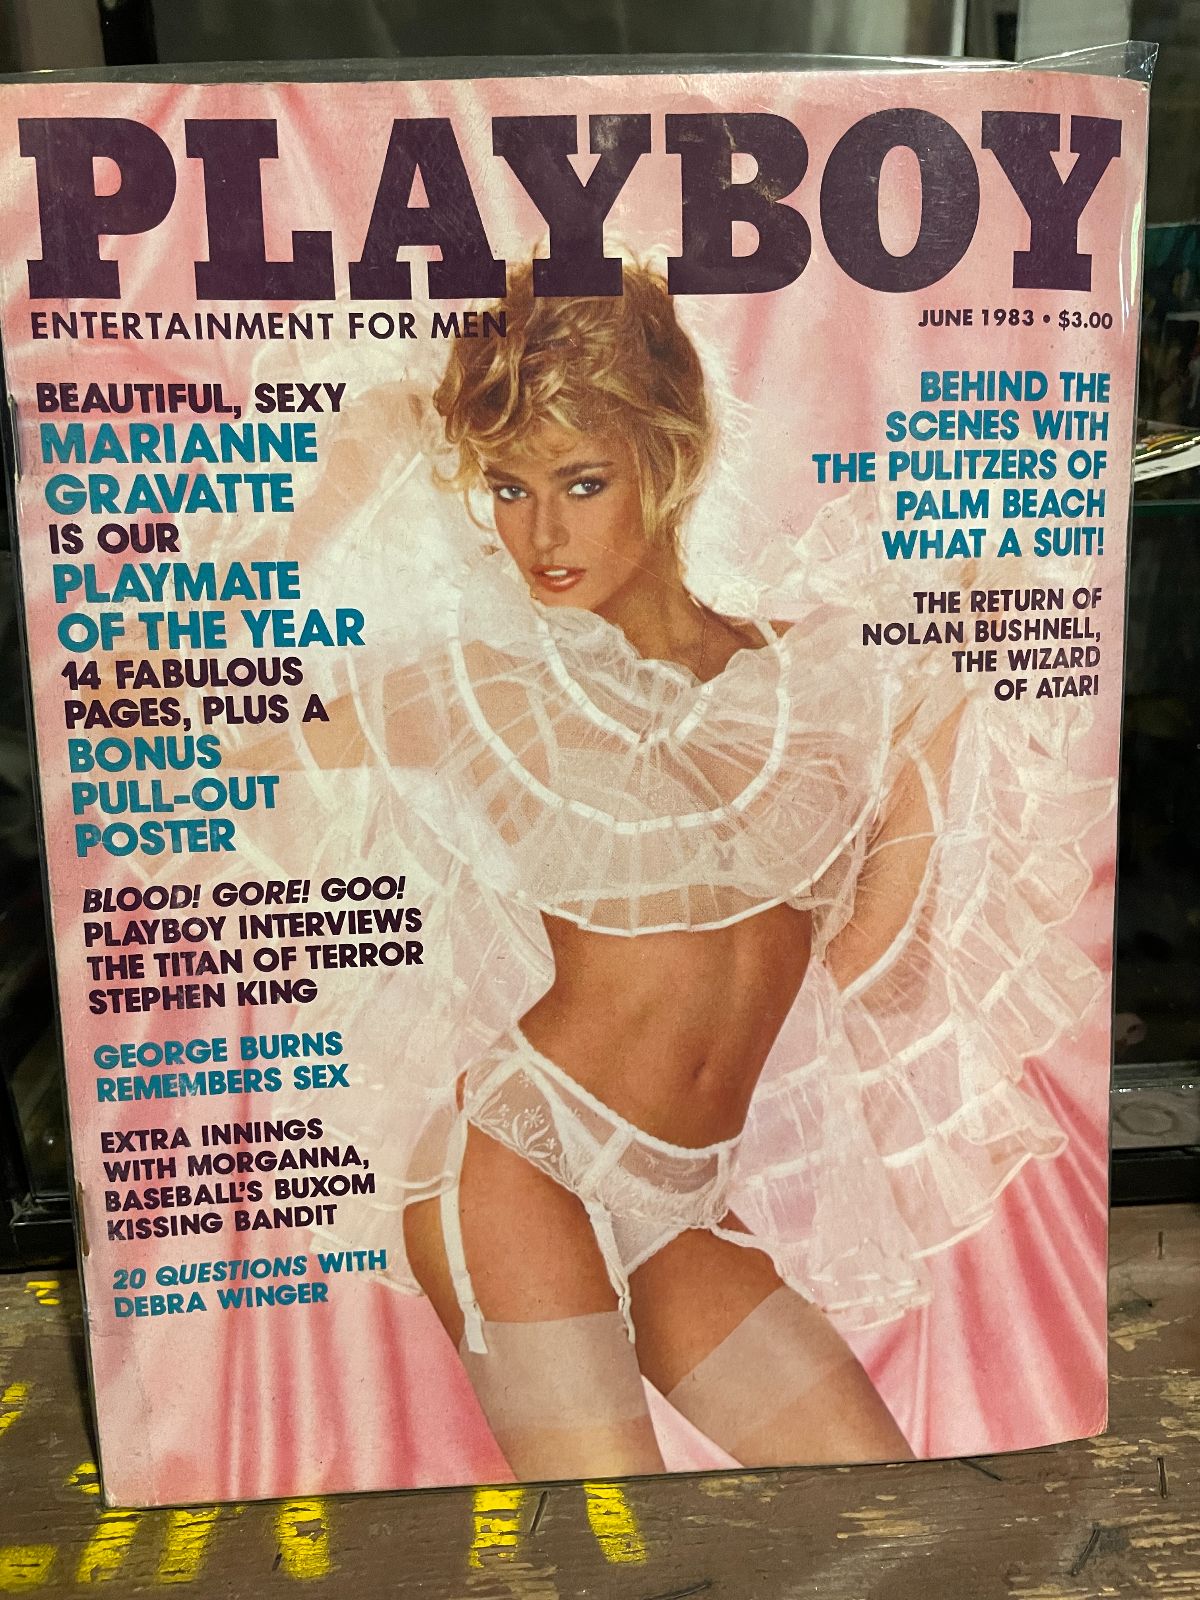 PLAYBOY
ENTERTAINMENT FOR MEN
JUNE 1983 • $3.00
BEAUTIFUL, SEXY
MARIANNE
GRAVATTE
IS OUR
PLAYMATE
OF THE YEAR
14 FABULOUS
PAGES, PLUS A
BONUS
PULL-OUT
POSTER
BLOOD! GORE! GOO!
PLAYBOY INTERVIEWS
THE TITAN OF TERROR
STEPHEN KING
GEORGE BURNS
REMEMBERS SEX
EXTRA INNINGS
WITH MORGANNA,
BASEBALL'S BUXOM
KISSING BANDIT
20 QUESTIONS WITH
DEBRA WINGER
BEHIND THE
SCENES WITH
THE PULITZERS OF
PALM BEACH
WHAT A SUIT!
THE RETURN OF
NOLAN BUSHNELL,
THE WIZARD
OF ATARI